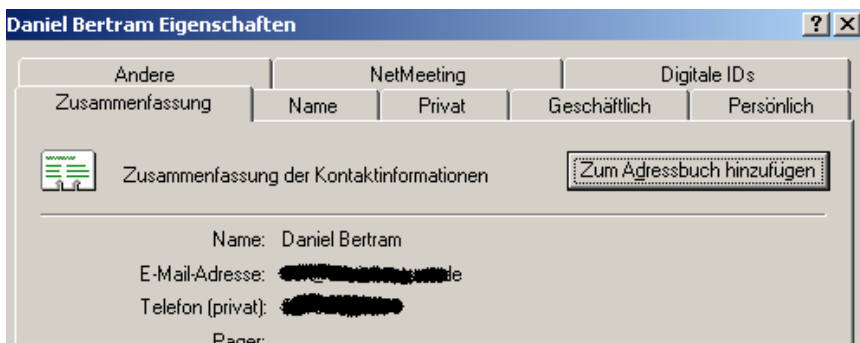 Daniel Bertram Eigenschaften
Andere NetMeeting Digitale IDs
Zusammenfassung Name Privat Geschäftlich Persönlich
Zusammenfassung der Kontaktinformationen Zum Adressbuch hinzufügen
Name: Daniel Bertram
E-Mail-Adresse:
Telefon (privat):
Pager: